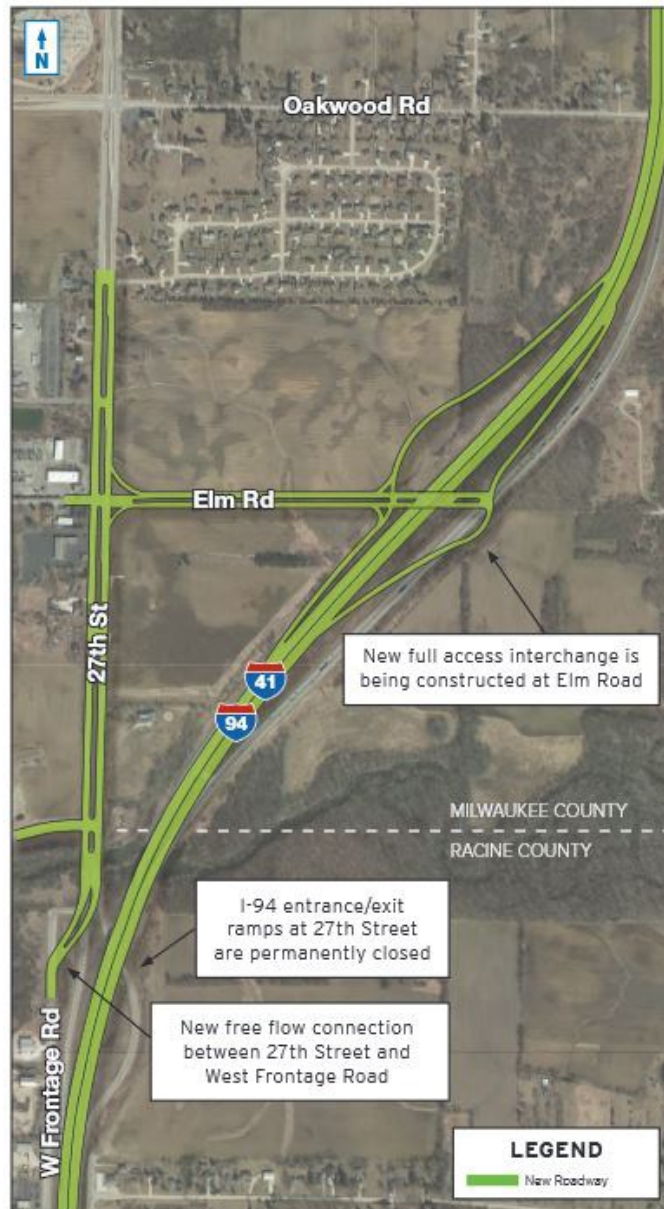 N
Oakwood Rd
Elm Rd
27th St
New full access interchange is
being constructed at Elm Road
41
94
MILWAUKEE COUNTY
RACINE COUNTY
I-94 entrance/exit
ramps at 27th Street
are permanently closed
New free flow connection
between 27th Street and
West Frontage Road
W Frontage Rd
LEGEND
New Roadway